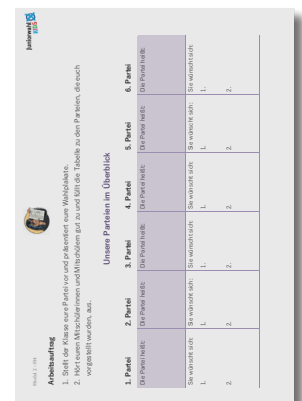 Juniorwahl
KIDS
Arbeitsauftrag
1. Stellt der Klasse eure Partei vor und präsentiert eure Wahlplakate.
2. Hört euren Mitschülerinnen und Mitschülern gut zu und füllt die Tabelle zu den Parteien, die euch
vorgestellt wurden, aus.
Unsere Parteien im Überblick
1. Partei 2. Partei 3. Partei 4. Partei 5. Partei 6. Partei
Die Partei heißt: Die Partei heißt: Die Partei heißt: Die Partei heißt: Die Partei heißt: Die Partei heißt:
Sie wünscht sich: Sie wünscht sich: Sie wünscht sich: Sie wünscht sich: Sie wünscht sich: Sie wünscht sich:
1. 1. 1. 1. 1. 1.
2. 2. 2. 2. 2. 2.